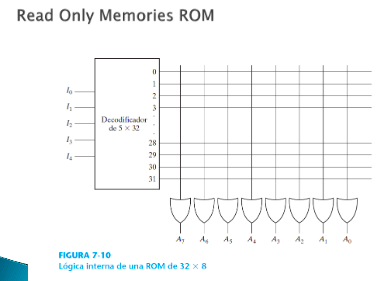 Read Only Memories ROM
0
1
I₀
2
I₁
3
I₂
Decodificador
de 5 × 32
.
.
.
I₃
28
I₄
29
30
31
A₇ A₆ A₅ A₄ A₃ A₂ A₁ A₀
FIGURA 7-10
Lógica interna de una ROM de 32 × 8